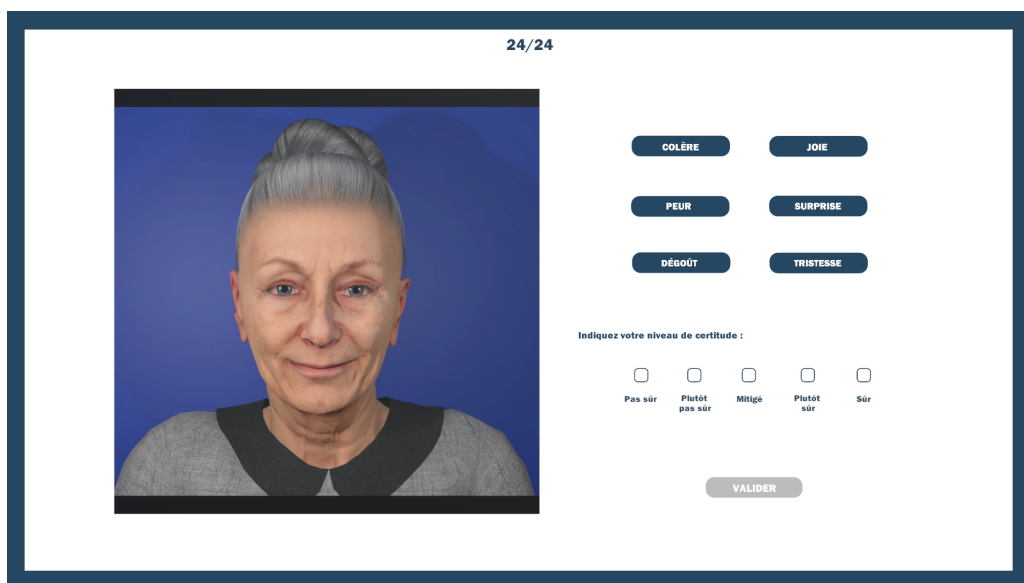 24/24
COLÈRE
JOIE
PEUR
SURPRISE
DÉGOÛT
TRISTESSE
Indiquez votre niveau de certitude :
Pas sûr
Plutôt
pas sûr
Mitigé
Plutôt
sûr
Sûr
VALIDER